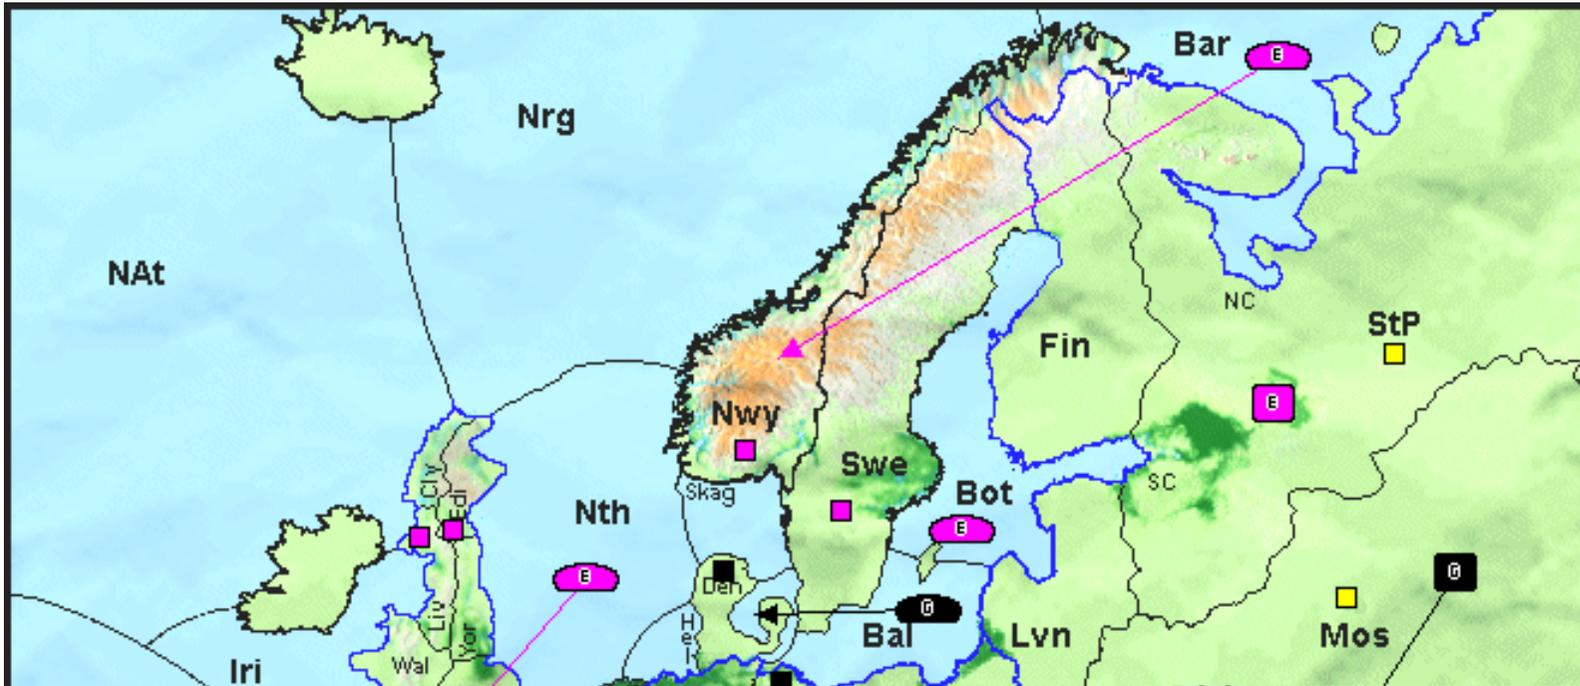 Bar
E
Nrg
NAt
NC
StP
Fin
E
Nwy
Swe
Cly
Edl
Skag
Nth
SC
Bot
E
E
Den
G
G
Hel
Bal
Lvn
Mos
Liv
Yor
Wal
Iri